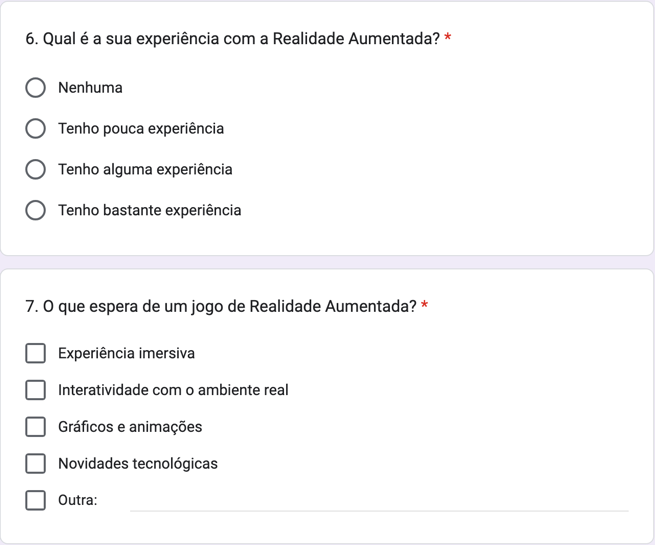 6. Qual é a sua experiência com a Realidade Aumentada? *
Nenhuma
Tenho pouca experiência
Tenho alguma experiência
Tenho bastante experiência
7. O que espera de um jogo de Realidade Aumentada? *
Experiência imersiva
Interatividade com o ambiente real
Gráficos e animações
Novidades tecnológicas
Outra: